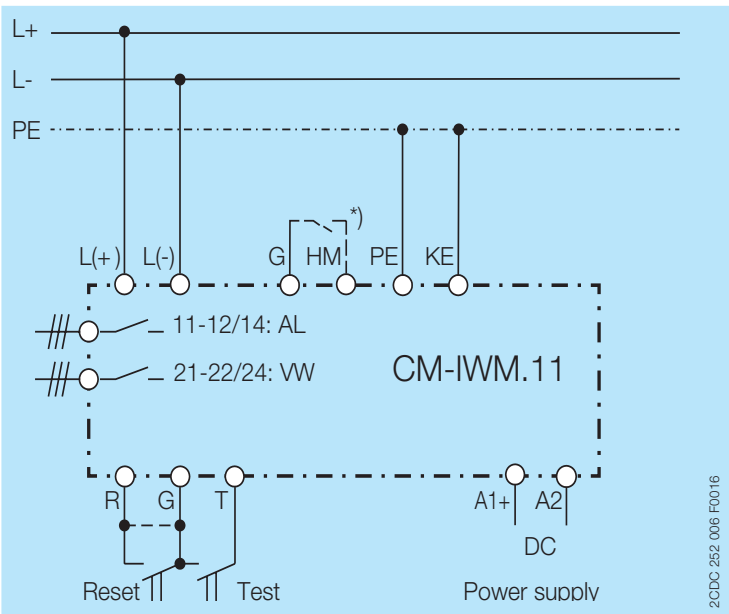 L+
L-
PE
*)
L(+) L(-) G HM PE KE
11-12/14: AL
21-22/24: VW
CM-IWM.11
R G T A1+ A2
DC
Reset Test Power supply
2CDC 252 006 F0016